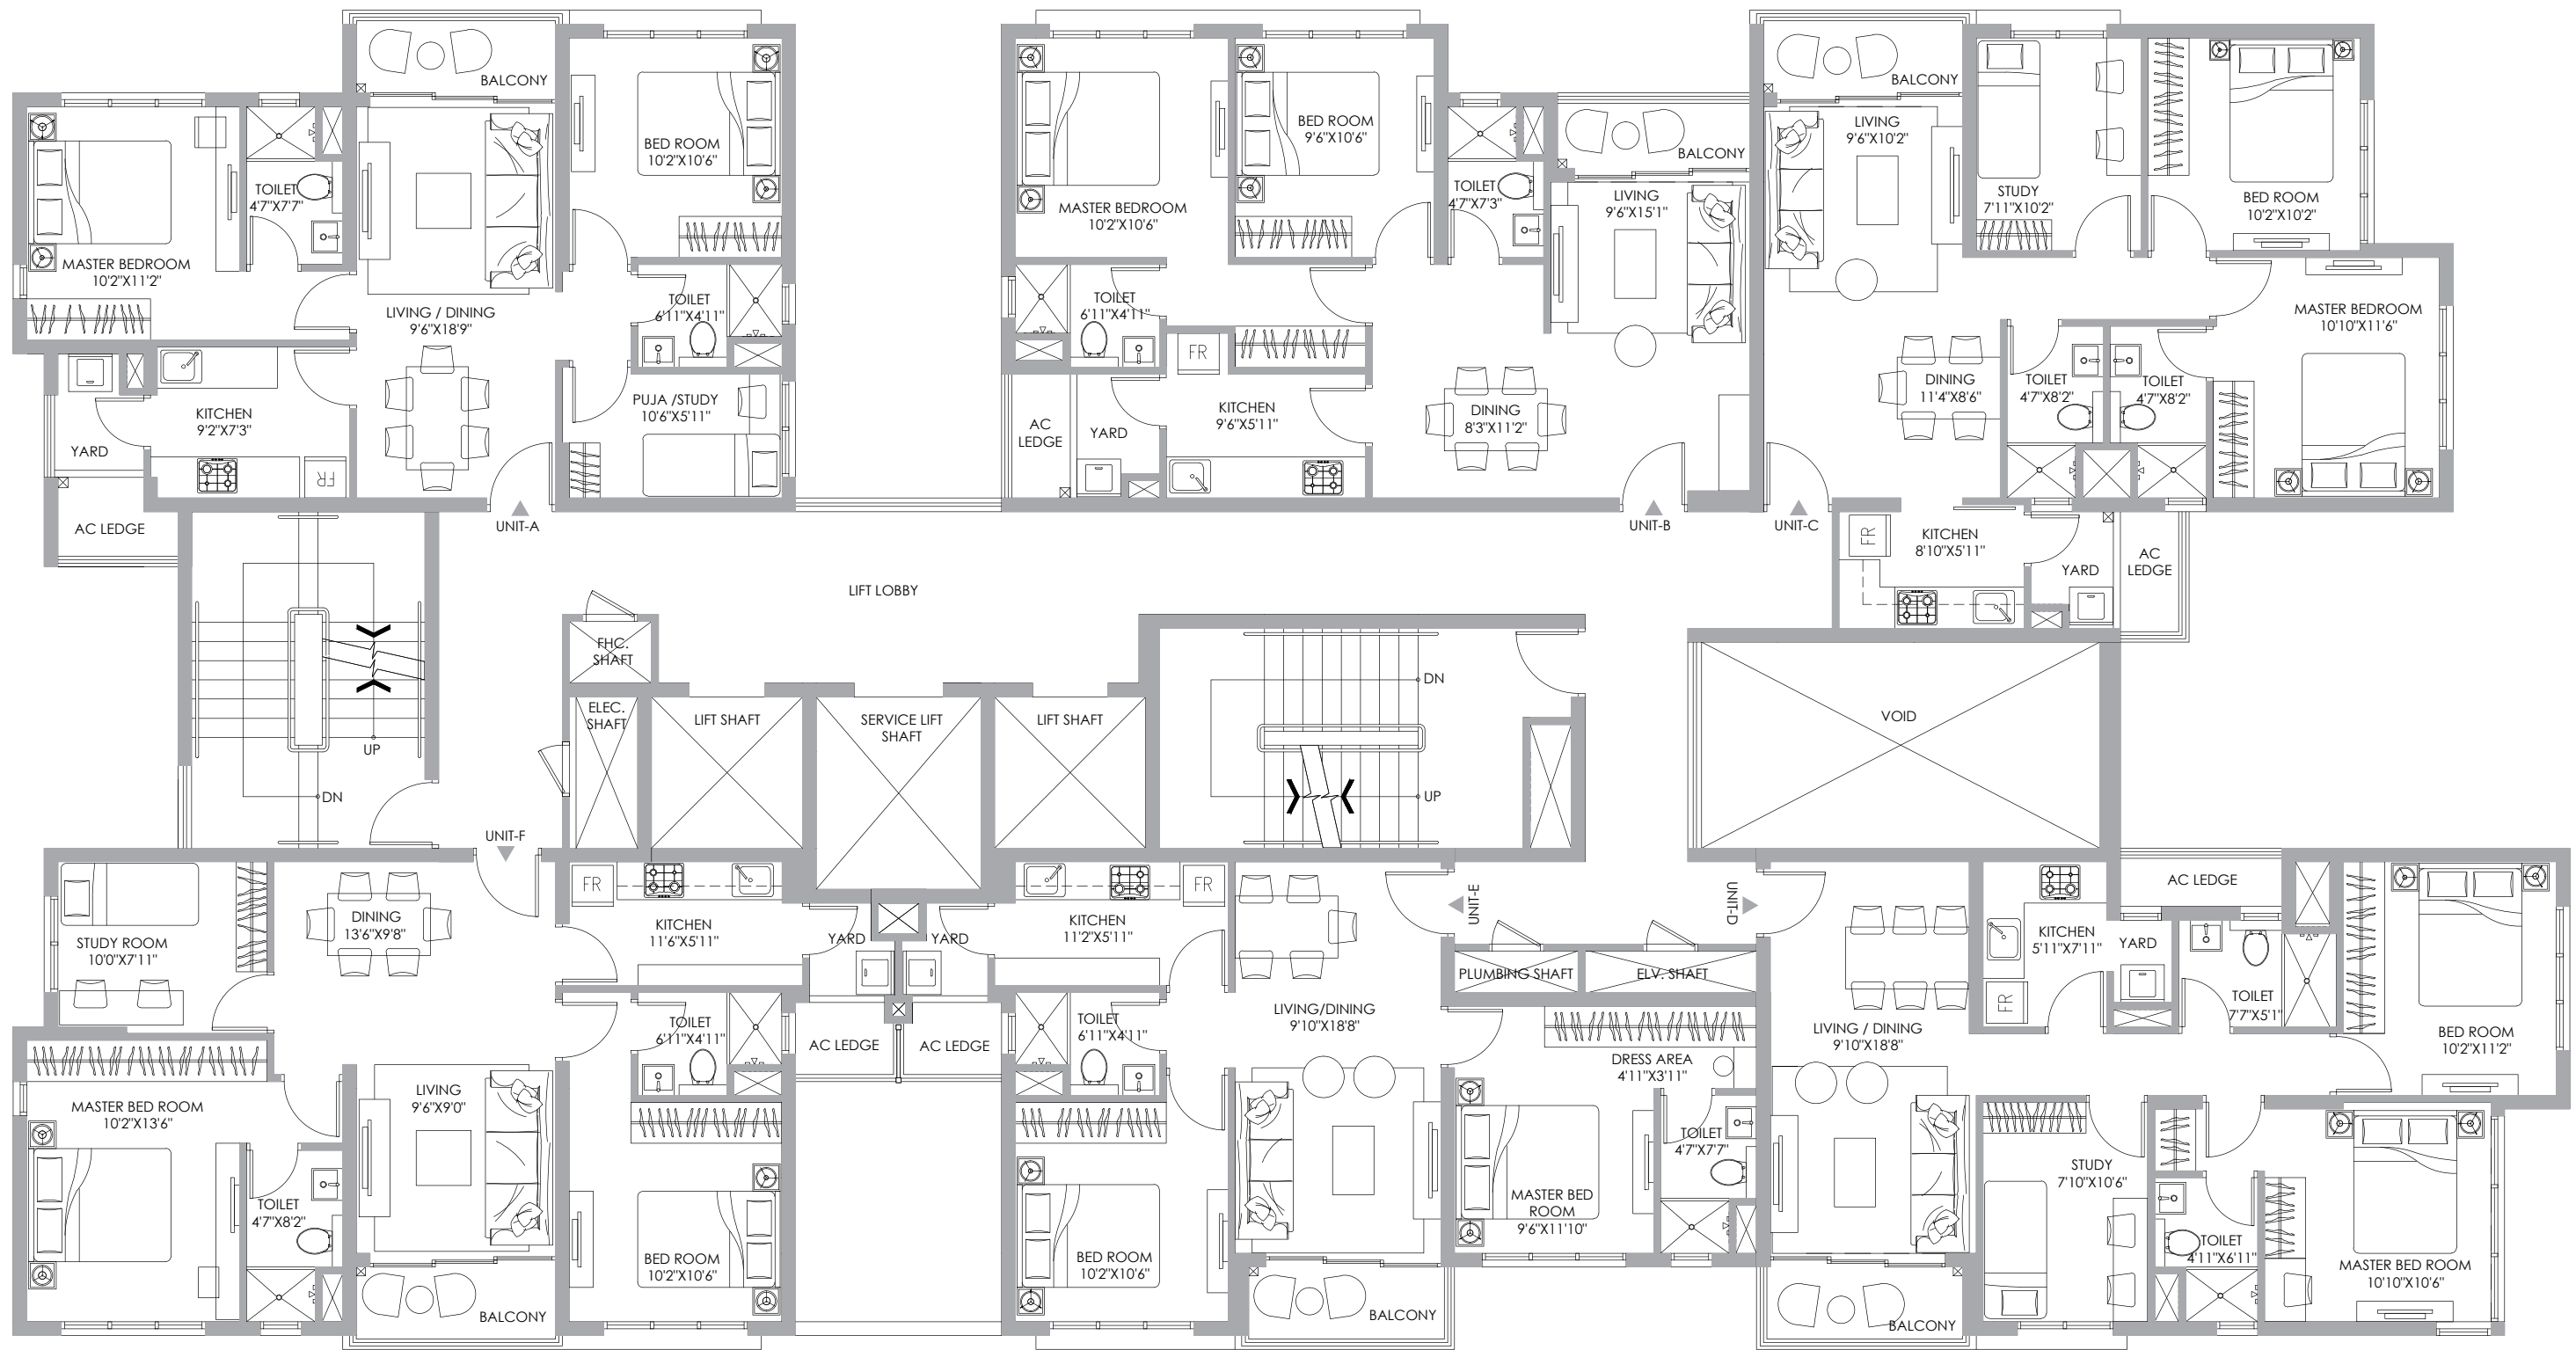 BALCONY
BED ROOM
10'2"X10'6"
TOILET
4'7"X7'7"
MASTER BEDROOM
10'2"X11'2"
LIVING / DINING
9'6"X18'9"
TOILET
6'11"X4'11"
KITCHEN
9'2"X7'3"
YARD
FR
PUJA /STUDY
10'6"X5'11"
AC LEDGE
UNIT-A
MASTER BEDROOM
10'2"X10'6"
BED ROOM
9'6"X10'6"
TOILET
4'7"X7'3"
BALCONY
LIVING
9'6"X15'1"
TOILET
6'11"X4'11"
FR
KITCHEN
9'6"X5'11"
AC
LEDGE
YARD
DINING
8'3"X11'2"
UNIT-B
BALCONY
LIVING
9'6"X10'2"
STUDY
7'11"X10'2"
BED ROOM
10'2"X10'2"
MASTER BEDROOM
10'10"X11'6"
DINING
11'4"X8'6"
TOILET
4'7"X8'2"
TOILET
4'7"X8'2"
UNIT-C
FR
KITCHEN
8'10"X5'11"
YARD
AC
LEDGE
LIFT LOBBY
FHC.
SHAFT
ELEC.
SHAFT
LIFT SHAFT
SERVICE LIFT
SHAFT
LIFT SHAFT
DN
UP
VOID
UP
DN
UNIT-F
STUDY ROOM
10'0"X7'11"
DINING
13'6"X9'8"
FR
KITCHEN
11'6"X5'11"
YARD
TOILET
6'11"X4'11"
AC LEDGE
MASTER BED ROOM
10'2"X13'6"
LIVING
9'6"X9'0"
TOILET
4'7"X8'2"
BED ROOM
10'2"X10'6"
BALCONY
YARD
KITCHEN
11'2"X5'11"
FR
AC LEDGE
TOILET
6'11"X4'11"
LIVING/DINING
9'10"X18'8"
UNIT-E
PLUMBING SHAFT
ELV. SHAFT
DRESS AREA
4'11"X3'11"
MASTER BED
ROOM
9'6"X11'10"
TOILET
4'7"X7'7"
BED ROOM
10'2"X10'6"
BALCONY
UNIT-D
LIVING / DINING
9'10"X18'8"
KITCHEN
5'11"X7'11"
FR
YARD
AC LEDGE
TOILET
7'7"X5'1"
BED ROOM
10'2"X11'2"
STUDY
7'10"X10'6"
TOILET
4'11"X6'11"
MASTER BED ROOM
10'10"X10'6"
BALCONY